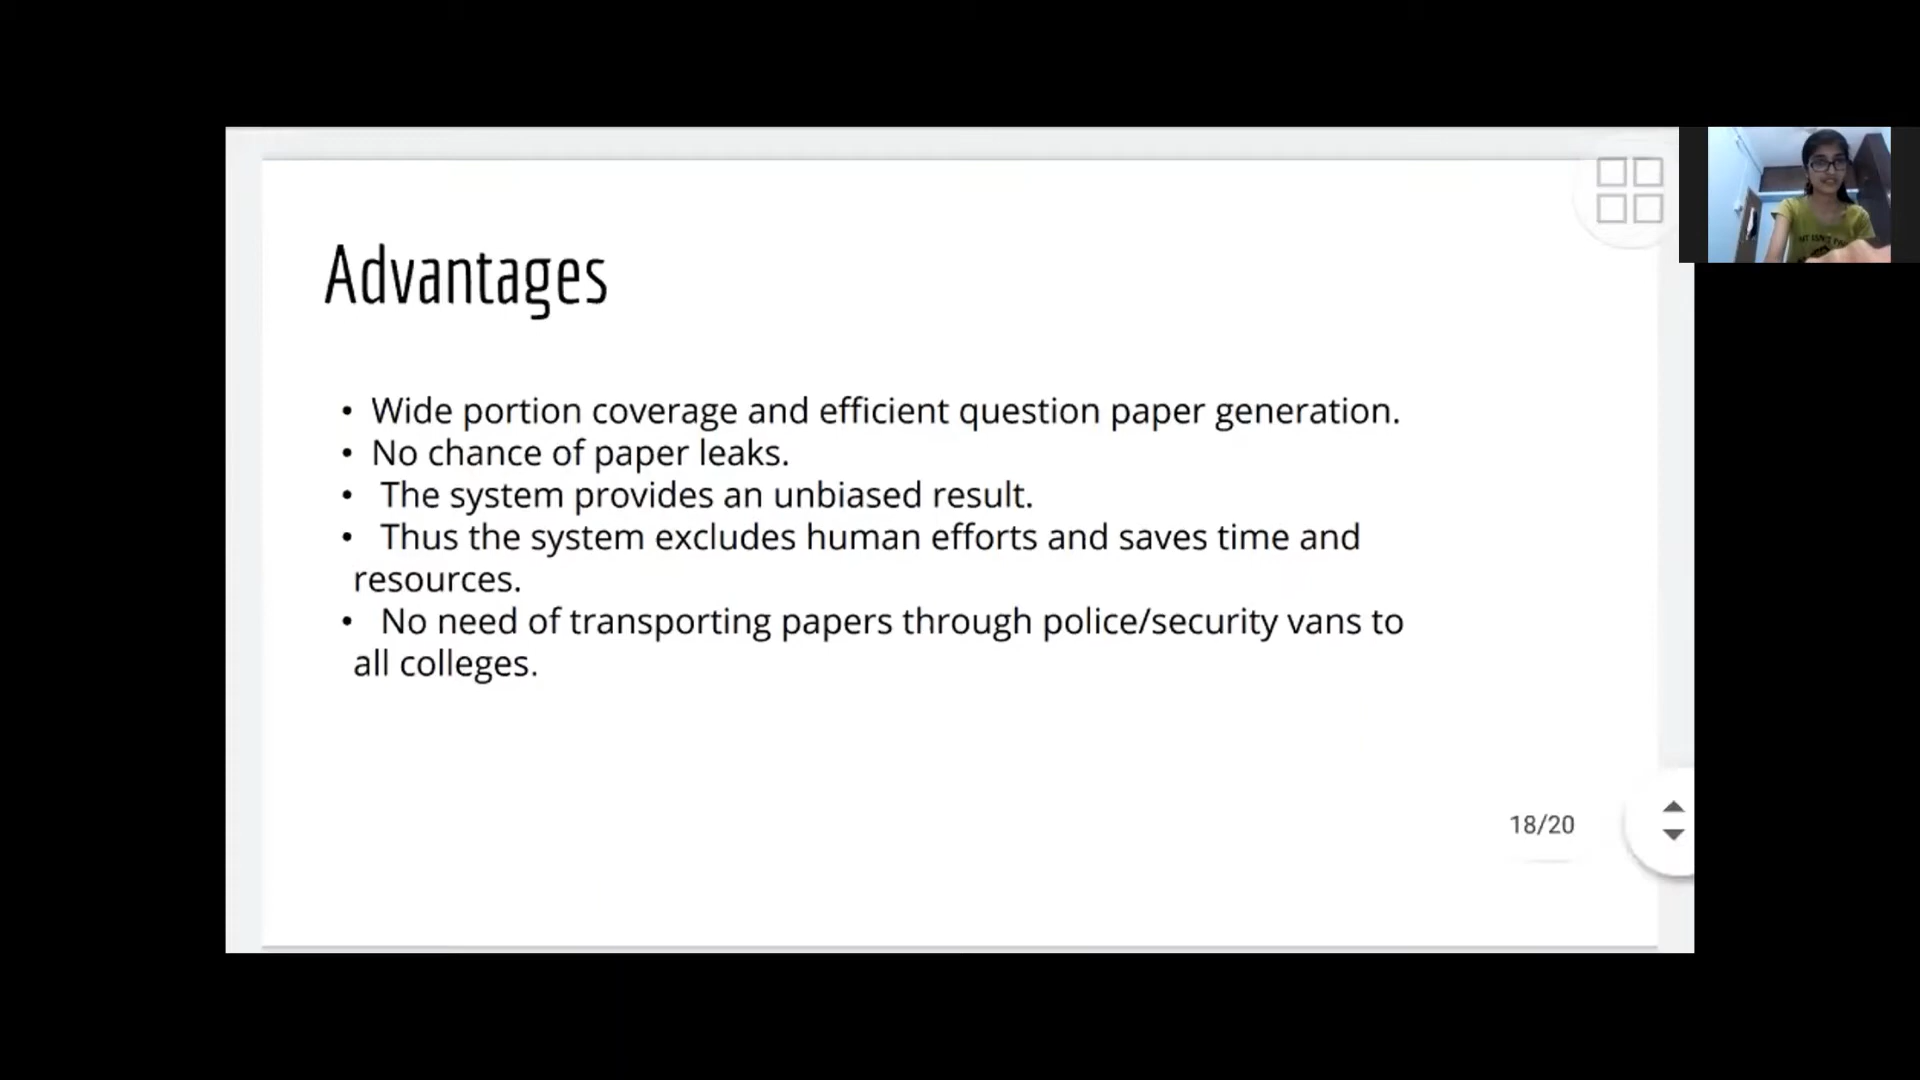 Advantages
• Wide portion coverage and efficient question paper generation.
• No chance of paper leaks.
• The system provides an unbiased result.
• Thus the system excludes human efforts and saves time and
resources.
• No need of transporting papers through police/security vans to
all colleges.
18/20